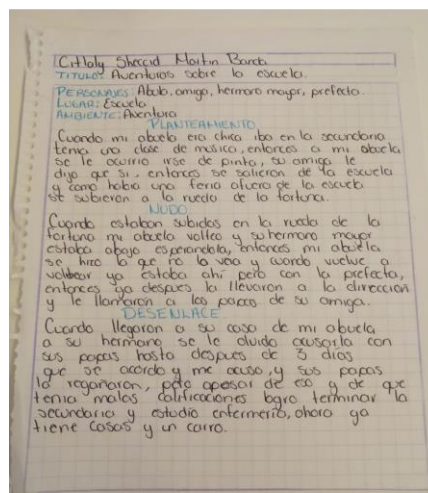 Citlaly Sherid Martin Banda
TITULO: Aventuras sobre la escuela.
PERSONAJES: Abula, amiga, hermano mayor, prefecta.
LUGAR: Escuela
AMBIENTE: Aventura
PLANTEAMIENTO
Cuando mi abuela era chica iba en la secundaria
tenia una clase de musica, entonces a mi abuela
se le ocurrio irse de pinta, su amiga le
dijo que si, entonces se salieron de la escuela
y como habia una feria afuera de la escuela
se subieron a la rueda de la fortuna.
NUDO
Cuando estaban subidas en la rueda de la
fortuna mi abuela volteo y su hermano mayor
estaba abajo esperandola, entonces mi abuela
se hizo la que no la veia y cuando vuelve a
voltear ya estaba ahi pero con la prefecta,
entonces ya despues la llevaron a la direccion
y le llamaron a los papas de su amiga.
DESENLACE
Cuando llegaron a su casa de mi abuela
a su hermano se le olvido acusarla con
sus papas hasta despues de 3 dias
que se acordo y me acuso, y sus papas
la regañaron, pero apesar de eso y de que
tenia malas calificaciones logro terminar la
secundaria y estudio enfermeria, ahora ya
tiene casas y un carro.